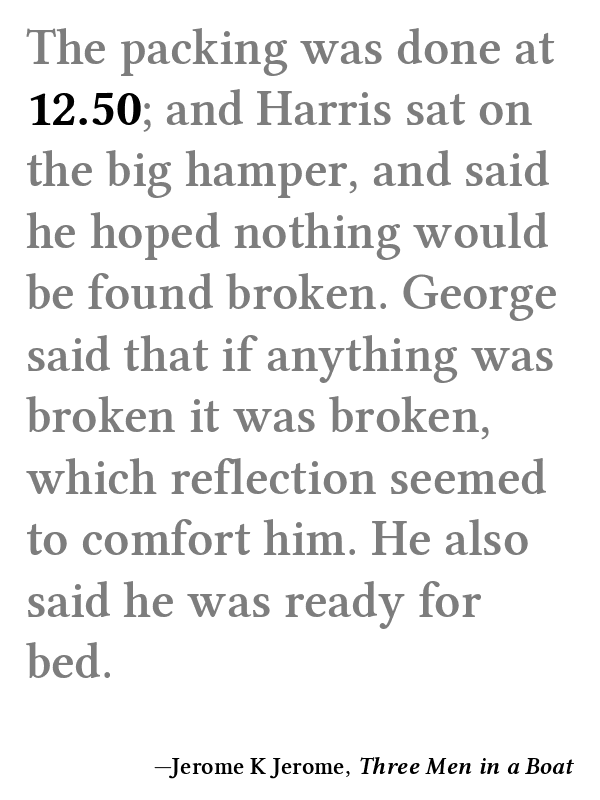 The packing was done at
12.50; and Harris sat on
the big hamper, and said
he hoped nothing would
be found broken. George
said that if anything was
broken it was broken,
which reflection seemed
to comfort him. He also
said he was ready for
bed.
—Jerome K Jerome, Three Men in a Boat